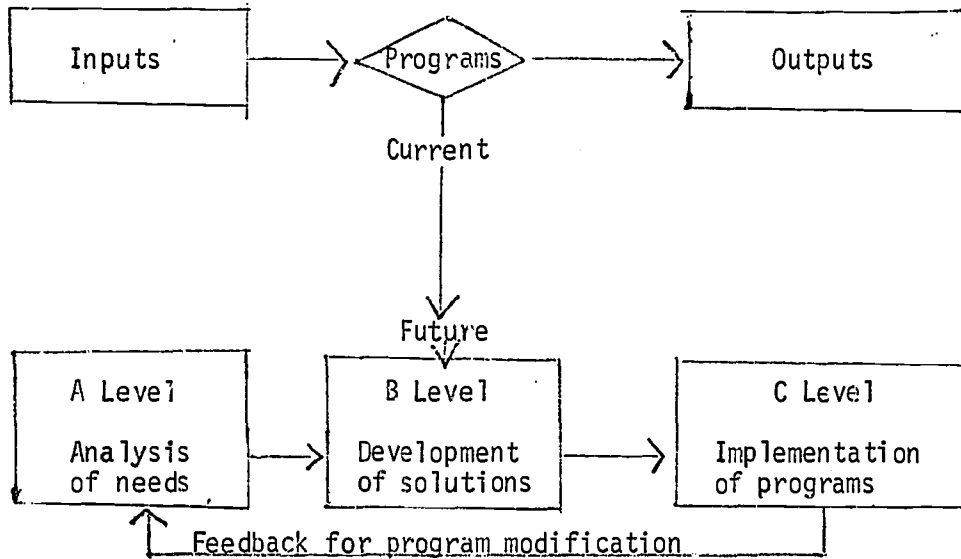 Inputs
Programs
Outputs
Current
Future
A Level
Analysis
of needs
B Level
Development
of solutions
C Level
Implementation
of programs
Feedback for program modification